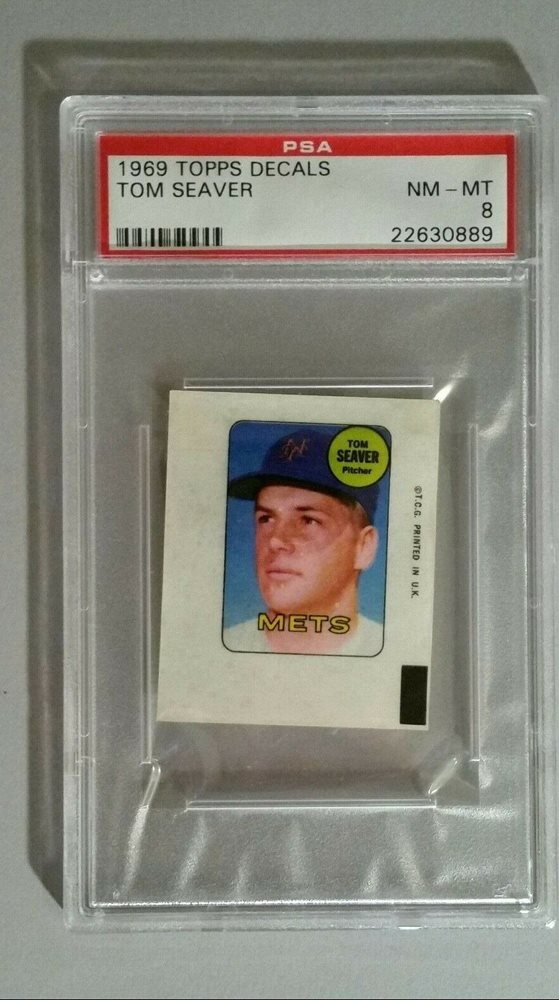 PSA
1969 TOPPS DECALS
TOM SEAVER
NM - MT
8
22630889
TOM
SEAVER
Pitcher
METS
©T.C.G. PRINTED IN U.K.